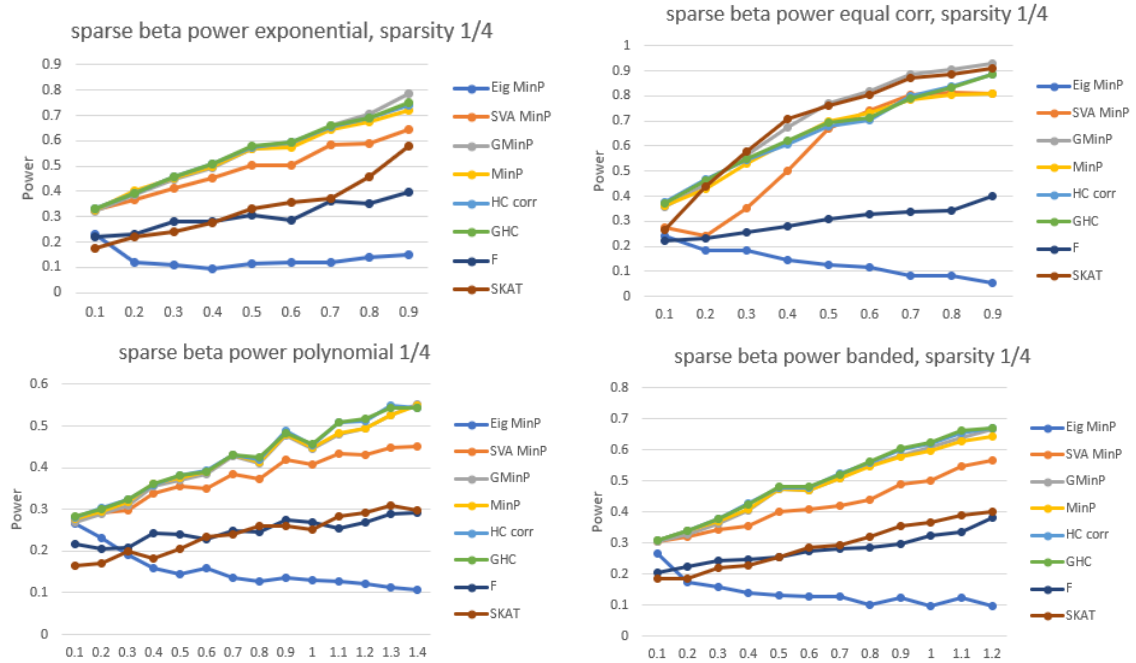 sparse beta power exponential, sparsity 1/4
0.9
0.8
0.7
0.6
0.5
0.4
0.3
0.2
0.1
0
Power
0.1 0.2 0.3 0.4 0.5 0.6 0.7 0.8 0.9
Eig MinP
SVA MinP
GMinP
MinP
HC corr
GHC
F
SKAT
sparse beta power equal corr, sparsity 1/4
1
0.9
0.8
0.7
0.6
0.5
0.4
0.3
0.2
0.1
0
Power
0.1 0.2 0.3 0.4 0.5 0.6 0.7 0.8 0.9
Eig MinP
SVA MinP
GMinP
MinP
HC corr
GHC
F
SKAT
sparse beta power polynomial 1/4
0.6
0.5
0.4
0.3
0.2
0.1
0
Power
0.1 0.2 0.3 0.4 0.5 0.6 0.7 0.8 0.9 1 1.1 1.2 1.3 1.4
Eig MinP
SVA MinP
GMinP
MinP
HC corr
GHC
F
SKAT
sparse beta power banded, sparsity 1/4
0.8
0.7
0.6
0.5
0.4
0.3
0.2
0.1
0
Power
0.1 0.2 0.3 0.4 0.5 0.6 0.7 0.8 0.9 1 1.1 1.2
Eig MinP
SVA MinP
GMinP
MinP
HC corr
GHC
F
SKAT